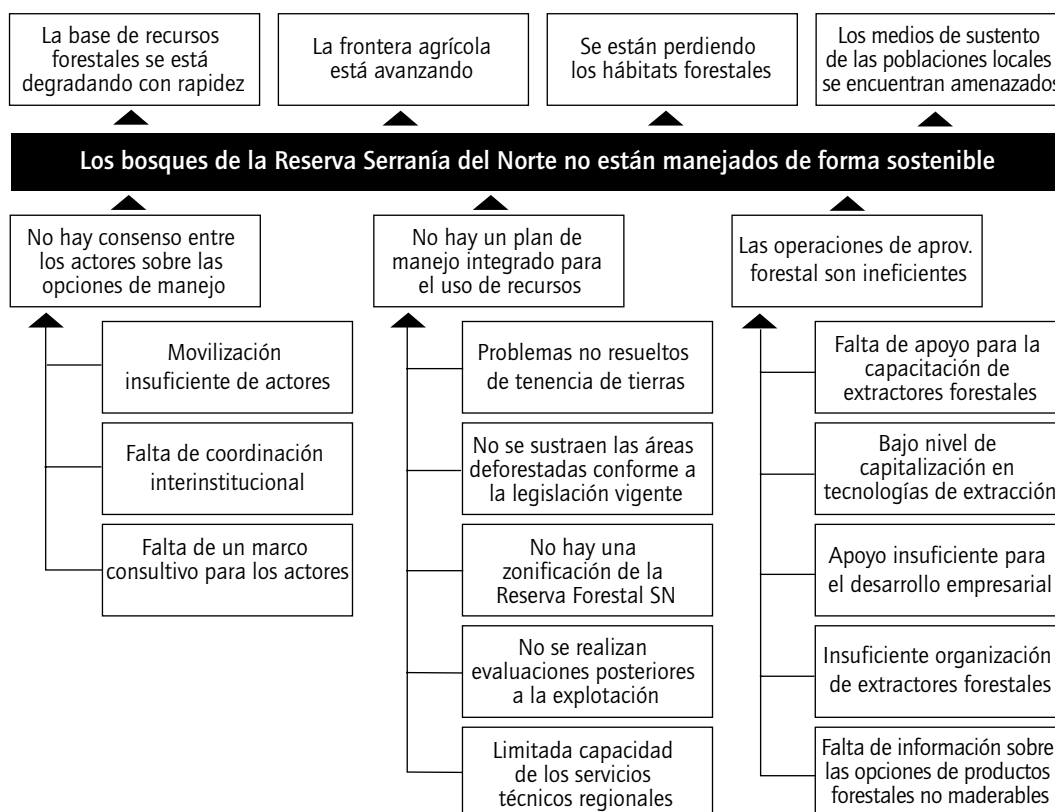 La base de recursos
forestales se está
degradando con rapidez
La frontera agrícola
está avanzando
Se están perdiendo
los hábitats forestales
Los medios de sustento
de las poblaciones locales
se encuentran amenazados
Los bosques de la Reserva Serranía del Norte no están manejados de forma sostenible
No hay consenso entre
los actores sobre las
opciones de manejo
No hay un plan de
manejo integrado para
el uso de recursos
Las operaciones de aprov.
forestal son ineficientes
Movilización
insuficiente de actores
Falta de coordinación
interinstitucional
Falta de un marco
consultivo para los actores
Problemas no resueltos
de tenencia de tierras
No se sustraen las áreas
deforestadas conforme a
la legislación vigente
No hay una
zonificación de la
Reserva Forestal SN
No se realizan
evaluaciones posteriores
a la explotación
Limitada capacidad
de los servicios
técnicos regionales
Falta de apoyo para la
capacitación de
extractores forestales
Bajo nivel de
capitalización en
tecnologías de extracción
Apoyo insuficiente para
el desarrollo empresarial
Insuficiente organización
de extractores forestales
Falta de información sobre
las opciones de productos
forestales no maderables